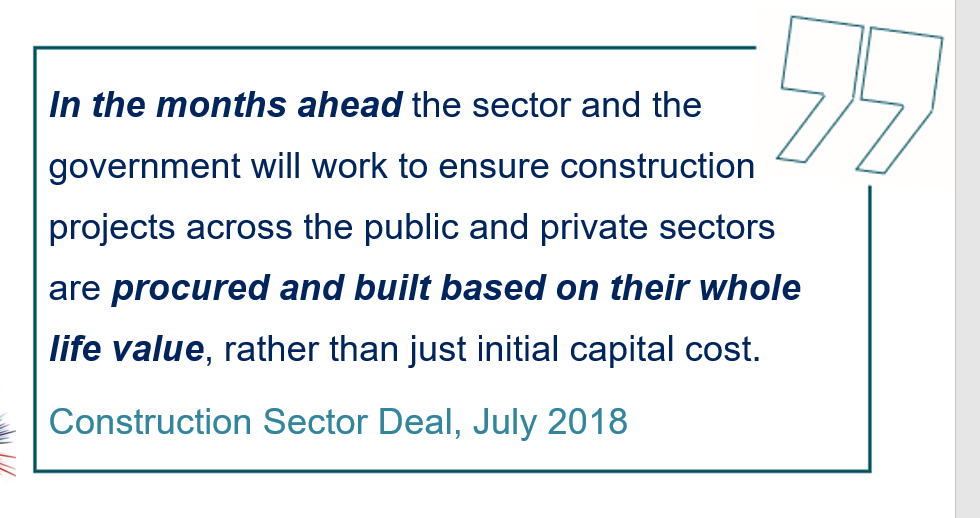 In the months ahead the sector and the
government will work to ensure construction
projects across the public and private sectors
are procured and built based on their whole
life value, rather than just initial capital cost.
Construction Sector Deal, July 2018